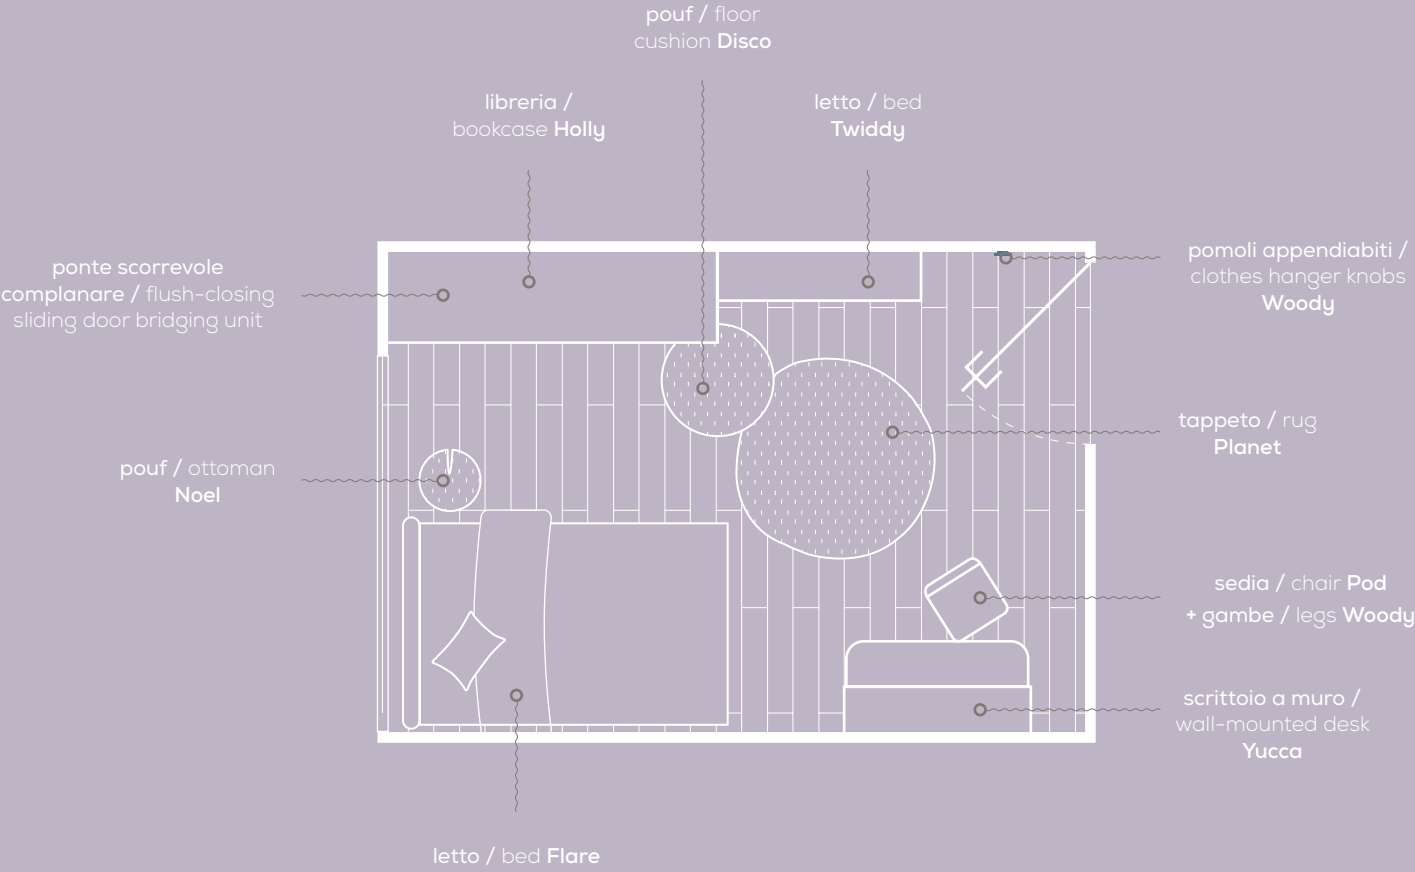 pouf / floor
cushion Disco
libreria /
bookcase Holly
letto / bed
Twiddy
ponte scorrevole
complanare / flush-closing
sliding door bridging unit
pomoli appendiabiti /
clothes hanger knobs
Woody
tappeto / rug
Planet
pouf / ottoman
Noel
sedia / chair Pod
+ gambe / legs Woody
scrittoio a muro /
wall-mounted desk
Yucca
letto / bed Flare